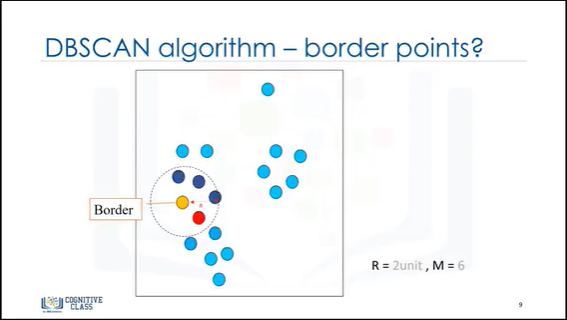 DBSCAN algorithm – border points?
Border
R
R = 2unit , M = 6
COGNITIVE
CLASS
9